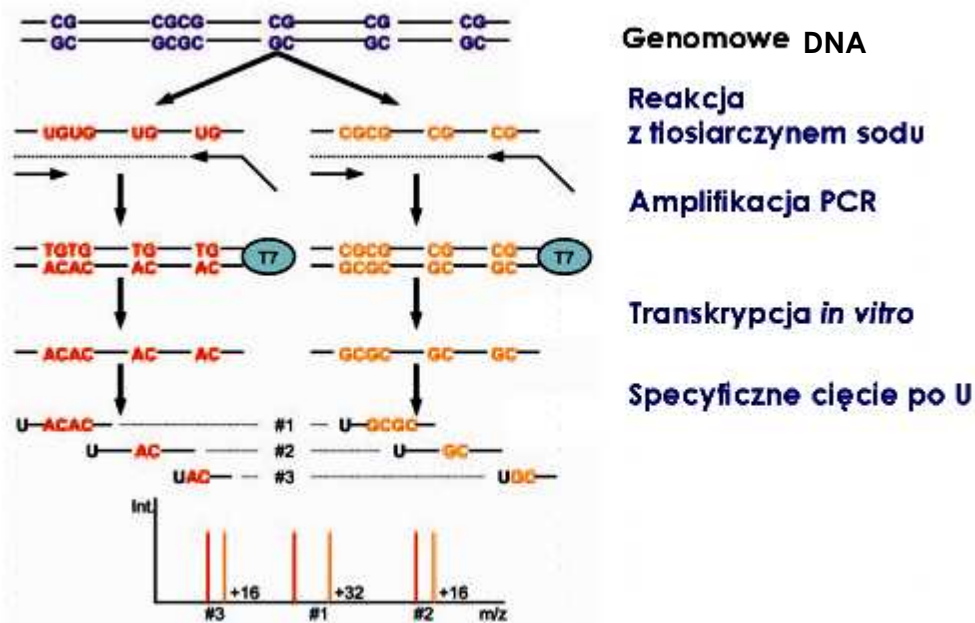 CG CGCG CG CG CG
GC GCGC GC GC GC
Genomowe DNA
Reakcja
z tiosiarczynem sodu
UGUG UG UG CGCG CG CG
Amplifikacja PCR
TGTG TG TG T7 CGCG CG CG T7
ACAC AC AC GCGC GC GC
Transkrypcja in vitro
ACAC AC AC GCGC GC GC
Specyficzne cięcie po U
U ACAC #1 U GCGC
U AC #2 U GC
UAC #3 UGC
Int.
+16 +32 +16
#3 #1 #2 m/z